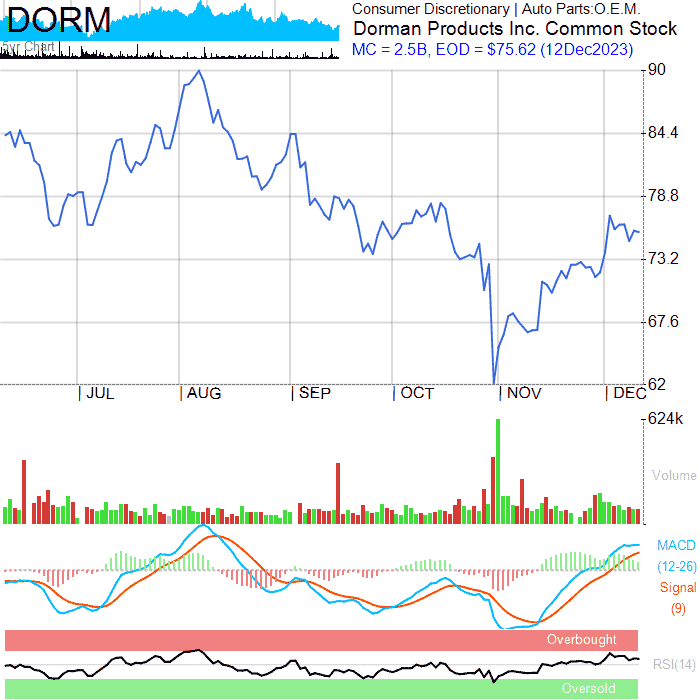 DORM
5yr Chart
Consumer Discretionary | Auto Parts:O.E.M.
Dorman Products Inc. Common Stock
MC = 2.5B, EOD = $75.62 (12Dec2023)
90
84.4
78.8
73.2
67.6
62
| JUL | AUG | SEP | OCT | NOV | DEC
624k
Volume
MACD
(12-26)
Signal
(9)
Overbought
RSI(14)
Oversold